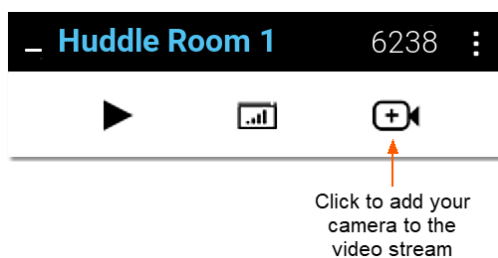 Huddle Room 1 6238
Click to add your
camera to the
video stream